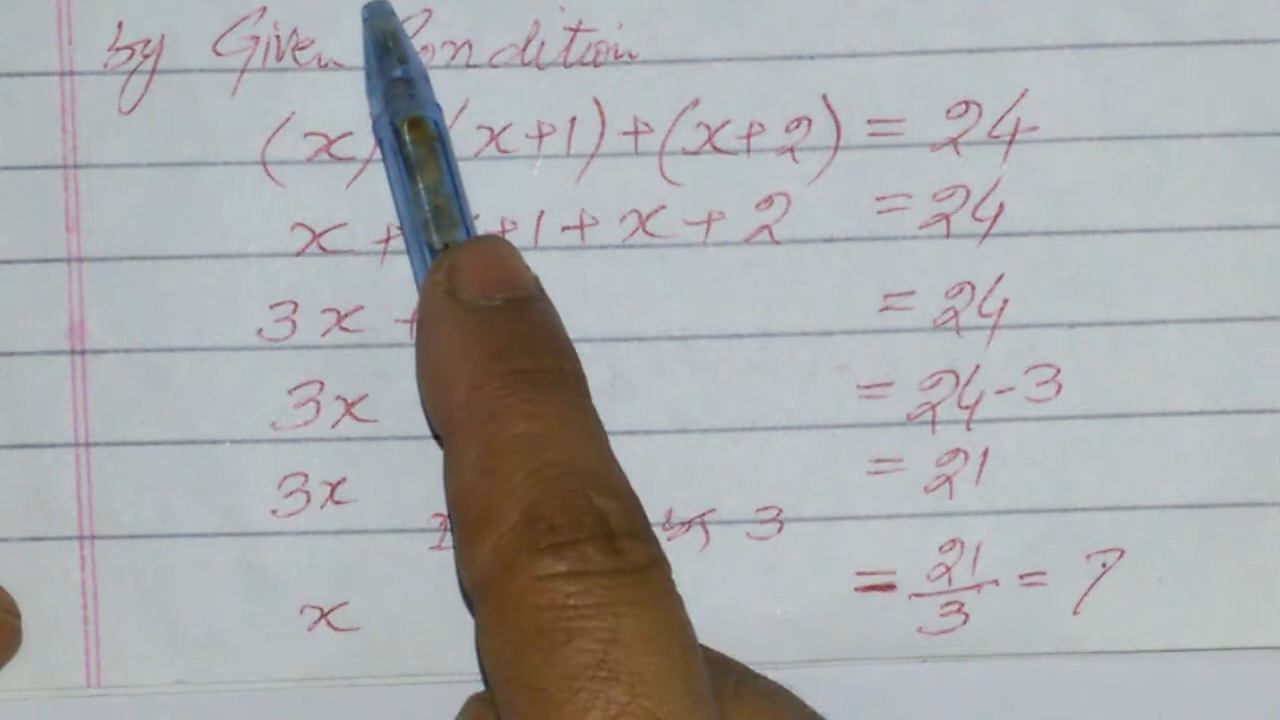 by Given Condition
(x) (x+1)+(x+2) = 24
x + +1+x+2 = 24
3x + = 24
3x = 24-3
3x = 21
by 3
x = 21/3 = 7